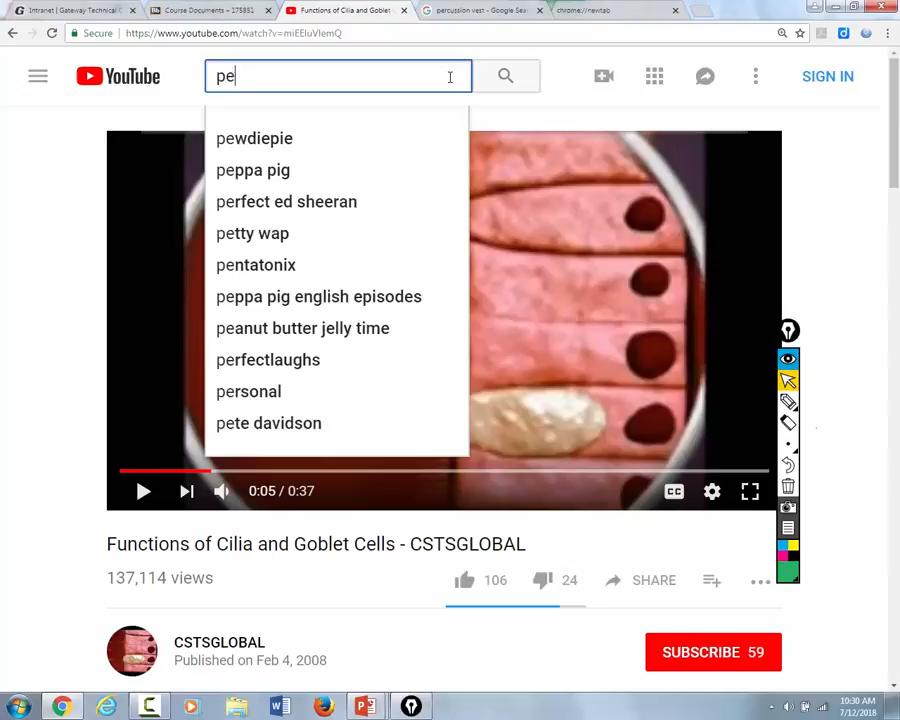 Intranet | Gateway Technical C
Course Documents – 175851
Functions of Cilia and Goblet
percussion vest - Google Sea
chrome://newtab
Secure
https://www.youtube.com/watch?v=miEEluVIemQ
YouTube
pe
SIGN IN
pewdiepie
peppa pig
perfect ed sheeran
petty wap
pentatonix
peppa pig english episodes
peanut butter jelly time
perfectlaughs
personal
pete davidson
0:05 / 0:37
CC
Functions of Cilia and Goblet Cells - CSTSGLOBAL
137,114 views
106
24
SHARE
CSTSGLOBAL
Published on Feb 4, 2008
SUBSCRIBE 59
10:30 AM
7/12/2018